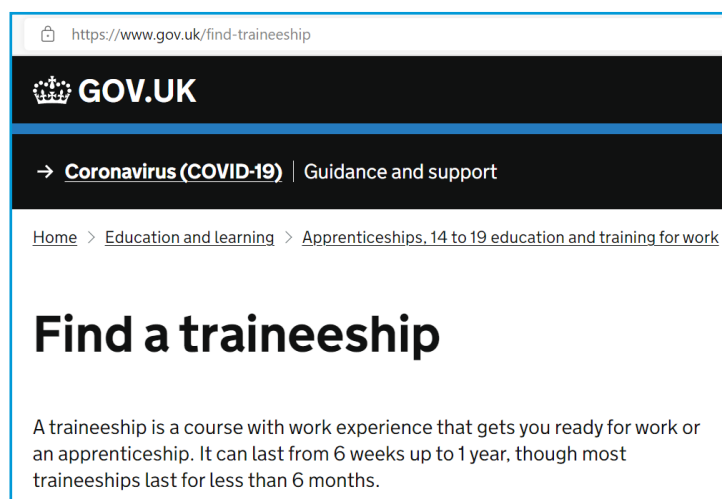 https://www.gov.uk/find-traineeship
GOV.UK
→ Coronavirus (COVID-19) | Guidance and support
Home > Education and learning > Apprenticeships, 14 to 19 education and training for work
Find a traineeship
A traineeship is a course with work experience that gets you ready for work or
an apprenticeship. It can last from 6 weeks up to 1 year, though most
traineeships last for less than 6 months.